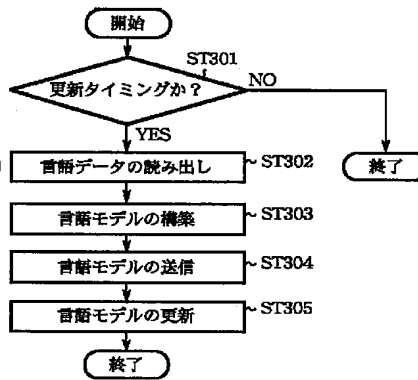 開始
ST301
更新タイミングか？
NO
YES
言語データの読み出し
~ST302
終了
言語モデルの構築
~ST303
言語モデルの送信
~ST304
言語モデルの更新
~ST305
終了